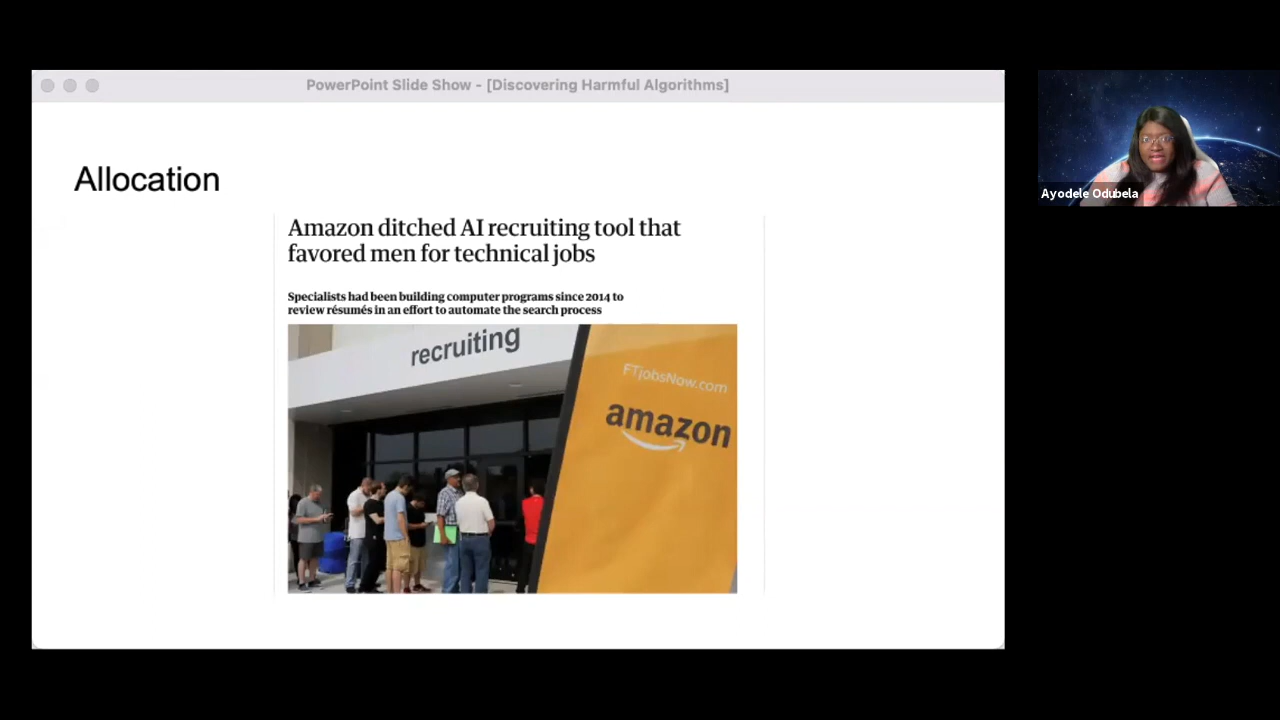 PowerPoint Slide Show - [Discovering Harmful Algorithms]
Allocation
Amazon ditched AI recruiting tool that
favored men for technical jobs
Specialists had been building computer programs since 2014 to
review résumés in an effort to automate the search process
recruiting
FTjobsNow.com
amazon
Ayodele Odubela